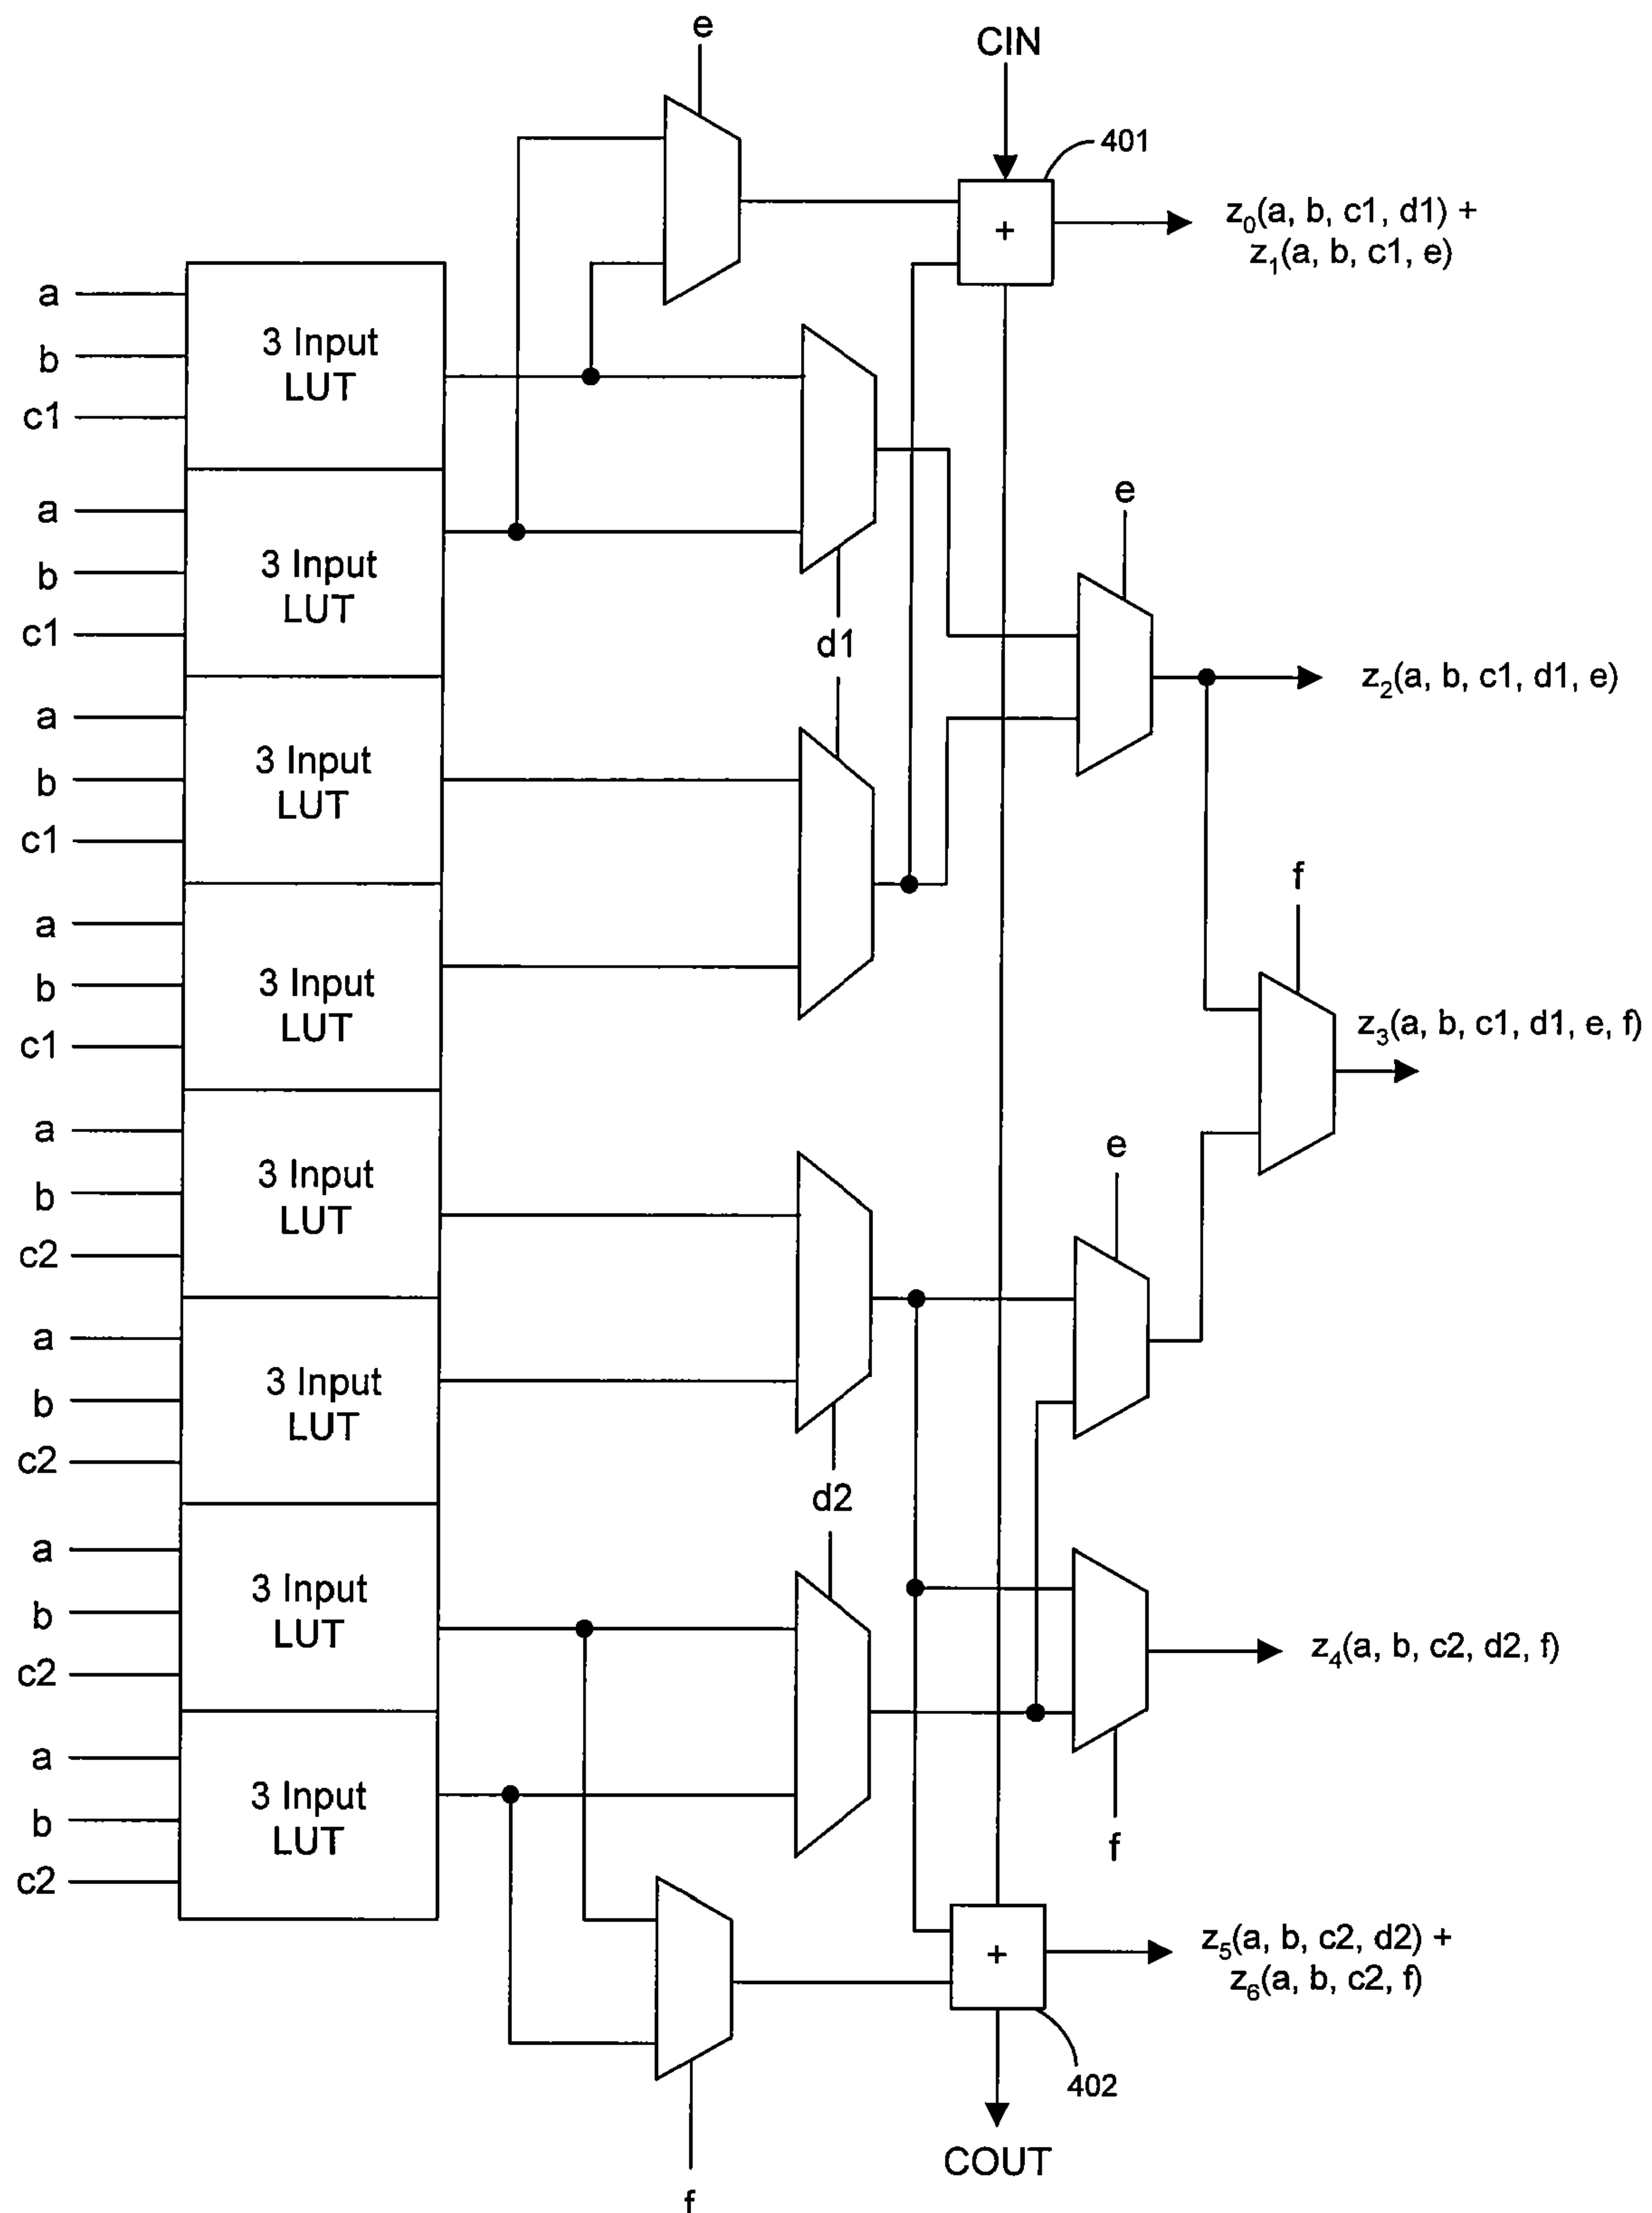 e
CIN
401
z₀(a, b, c1, d1) +
z₁(a, b, c1, e)
a
b
c1
3 Input
LUT
a
b
c1
3 Input
LUT
d1
e
z₂(a, b, c1, d1, e)
a
b
c1
3 Input
LUT
f
a
b
c1
3 Input
LUT
z₃(a, b, c1, d1, e, f)
a
b
c2
3 Input
LUT
e
a
b
c2
3 Input
LUT
d2
a
b
c2
3 Input
LUT
z₄(a, b, c2, d2, f)
a
b
c2
3 Input
LUT
f
z₅(a, b, c2, d2) +
z₆(a, b, c2, f)
+
+
402
COUT
f